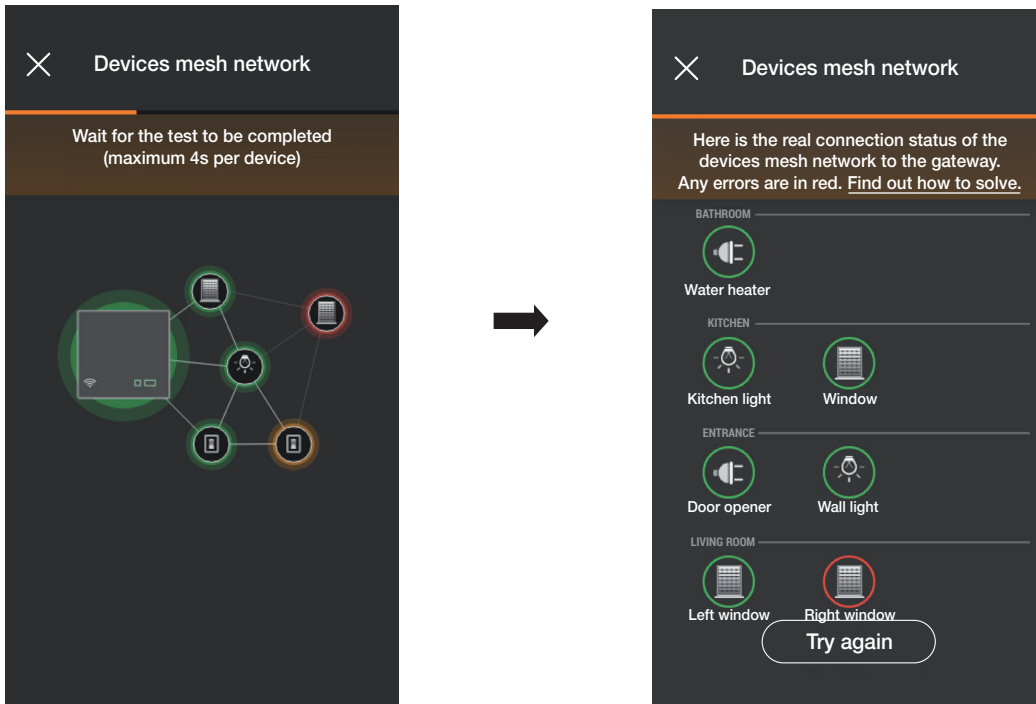 Devices mesh network
Wait for the test to be completed
(maximum 4s per device)
Devices mesh network
Here is the real connection status of the
devices mesh network to the gateway.
Any errors are in red. Find out how to solve.
BATHROOM
Water heater
KITCHEN
Kitchen light Window
ENTRANCE
Door opener Wall light
LIVING ROOM
Left window Right window
Try again